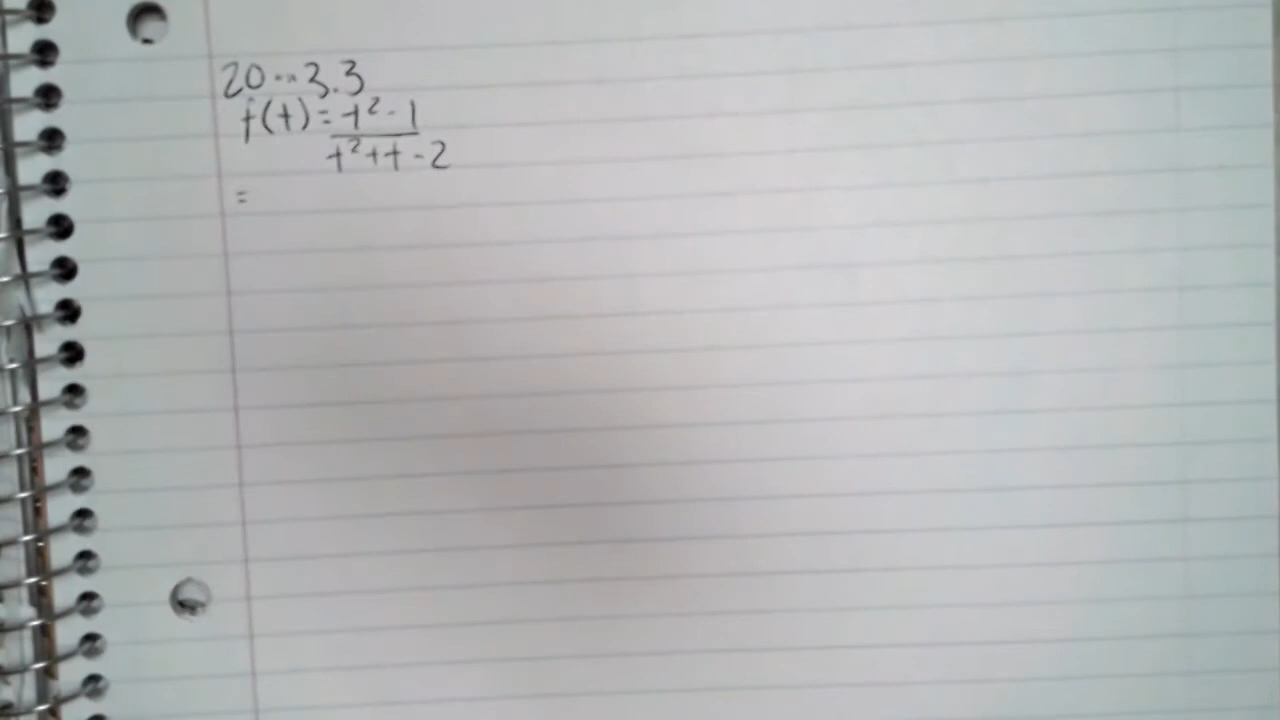 20 -- 3.3
f(t) = t² - 1
t² + t - 2
=